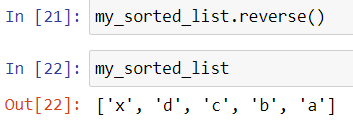 In [21]: my_sorted_list.reverse()
In [22]: my_sorted_list
Out[22]: ['x', 'd', 'c', 'b', 'a']